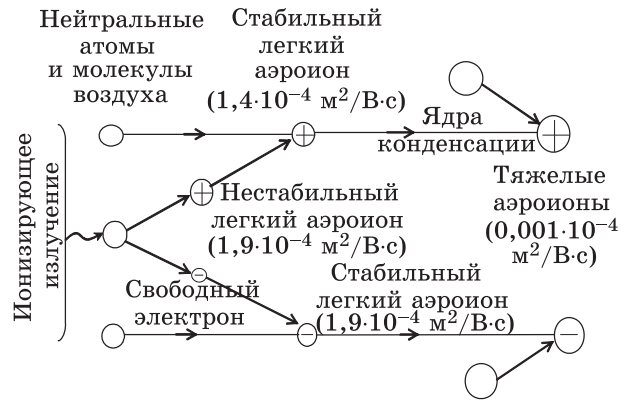 Нейтральные
атомы
и молекулы
воздуха
Стабильный
легкий
аэроион
(1,4·10⁻⁴ м²/В·с)
Ядра
конденсации
Ионизирующее
излучение
Нестабильный
легкий аэроион
(1,9·10⁻⁴ м²/В·с)
Тяжелые
аэроионы
(0,001·10⁻⁴
м²/В·с)
Свободный
электрон
Стабильный
легкий аэроион
(1,9·10⁻⁴ м²/В·с)
+
+
+
−
−
−